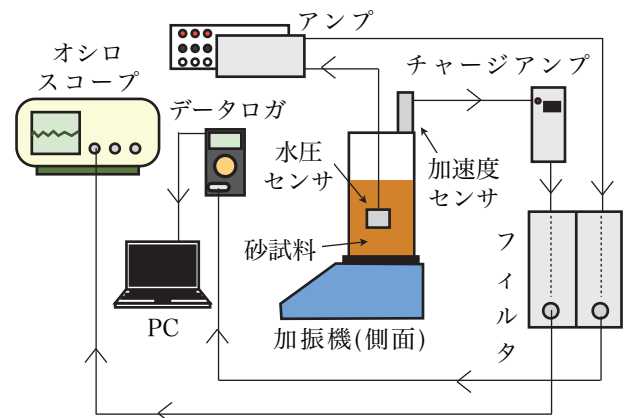 アンプ
オシロ
スコープ
チャージアンプ
データロガ
水圧
センサ
加速度
センサ
砂試料
フィルタ
PC
加振機(側面)